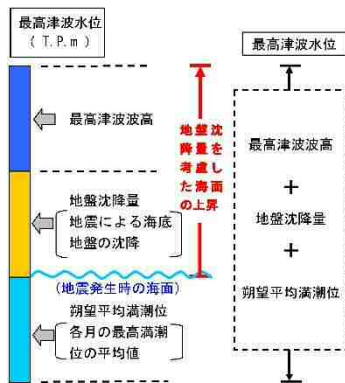 最高津波水位
( T.P.m )
最高津波波高
地盤沈降量
地震による海底
地盤の沈降
(地震発生時の海面)
朔望平均満潮位
各月の最高満潮
位の平均値
地盤沈
降量を
考慮し
た海面
の上昇
最高津波水位
最高津波波高
+
地盤沈降量
+
朔望平均満潮位